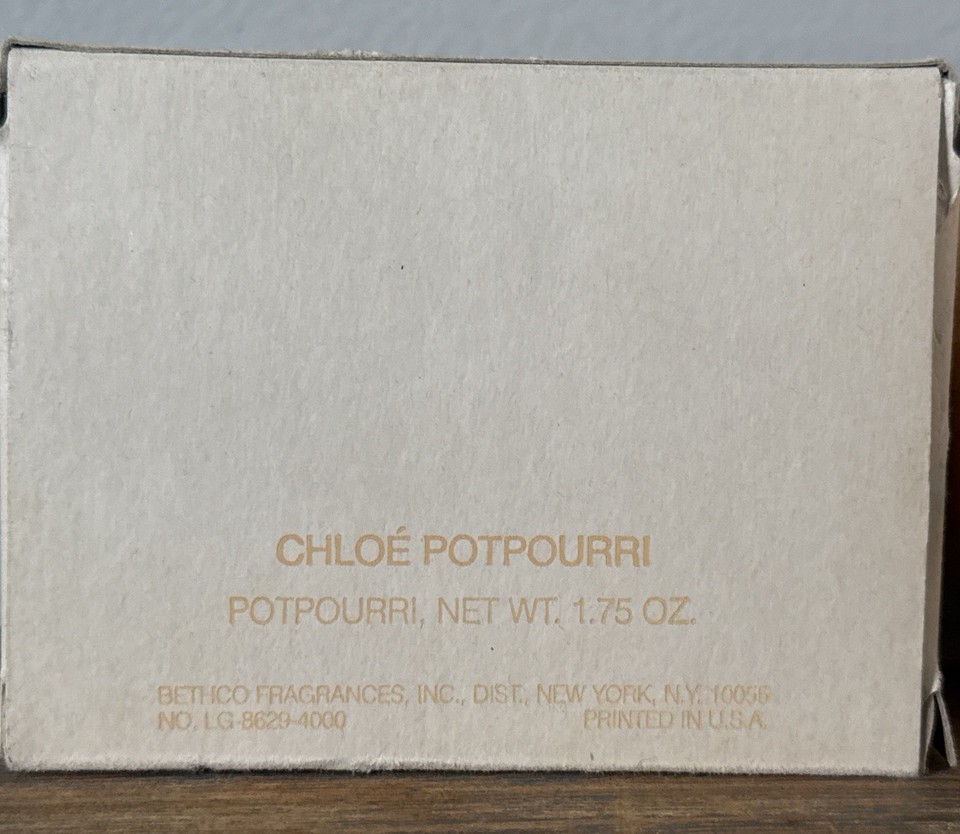 CHLOÉ POTPOURRI
POTPOURRI, NET WT. 1.75 OZ.
BETHCO FRAGRANCES, INC., DIST., NEW YORK, N.Y. 10056
NO. LG-8629-4000 PRINTED IN U.S.A.